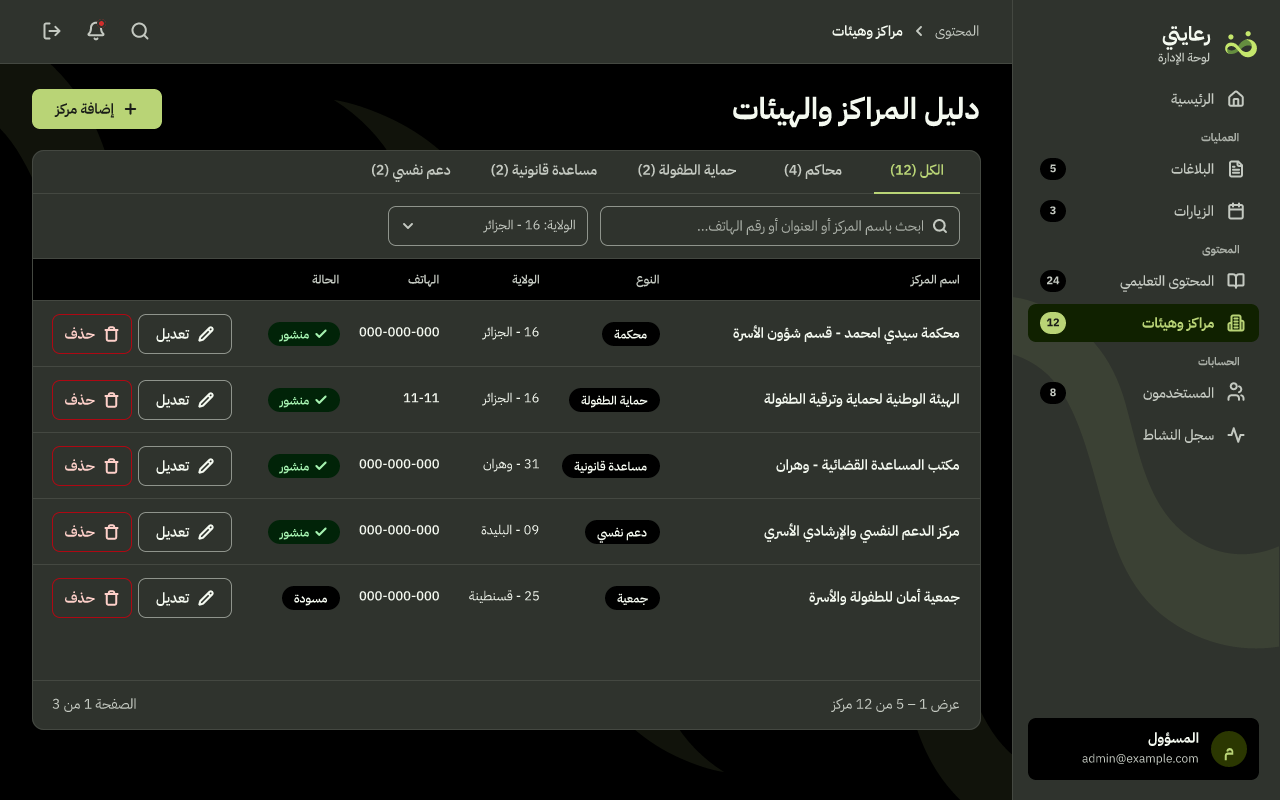 رعايتي
لوحة الإدارة
الرئيسية
العمليات
البلاغات 5
الزيارات 3
المحتوى
المحتوى التعليمي 24
مراكز وهيئات 12
الحسابات
المستخدمون 8
سجل النشاط
م
المسؤول
admin@example.com
المحتوى مراكز وهيئات
دليل المراكز والهيئات
إضافة مركز
الكل (12) محاكم (4) حماية الطفولة (2) مساعدة قانونية (2) دعم نفسي (2)
ابحث باسم المركز أو العنوان أو رقم الهاتف...
الولاية: 16 - الجزائر
اسم المركز النوع الولاية الهاتف الحالة
محكمة سيدي امحمد - قسم شؤون الأسرة محكمة 16 - الجزائر 000-000-000 منشور تعديل حذف
الهيئة الوطنية لحماية وترقية الطفولة حماية الطفولة 16 - الجزائر 11-11 منشور تعديل حذف
مكتب المساعدة القضائية - وهران مساعدة قانونية 31 - وهران 000-000-000 منشور تعديل حذف
مركز الدعم النفسي والإرشادي الأسري دعم نفسي 09 - البليدة 000-000-000 منشور تعديل حذف
جمعية أمان للطفولة والأسرة جمعية 25 - قسنطينة 000-000-000 مسودة تعديل حذف
عرض 1 – 5 من 12 مركز
الصفحة 1 من 3